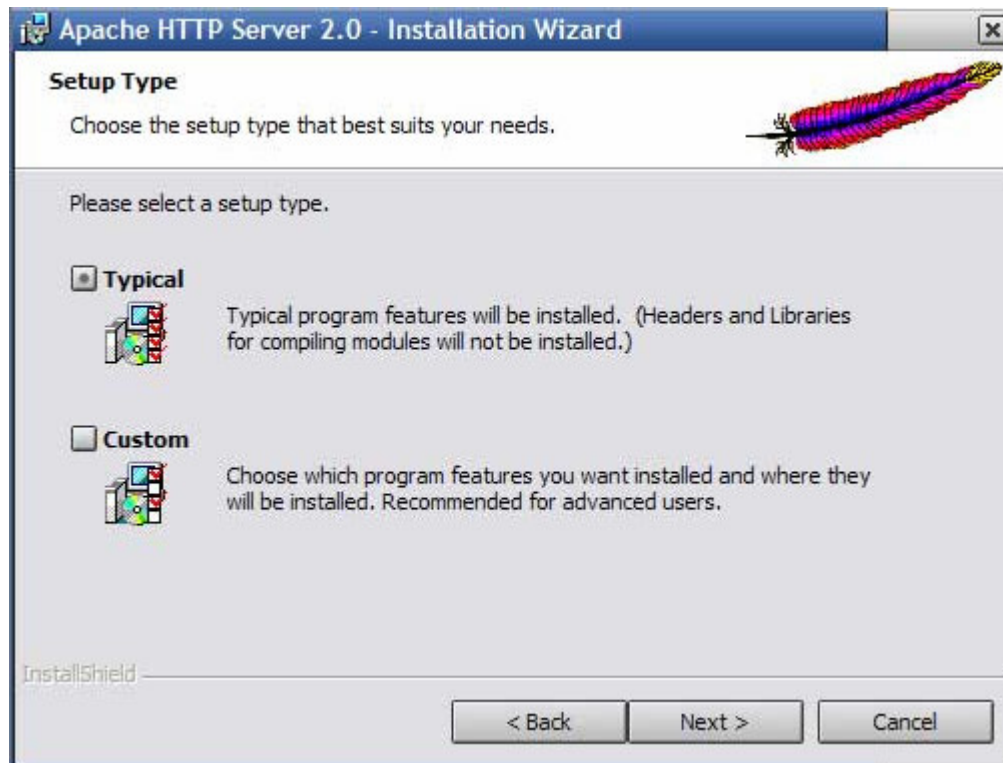 Apache HTTP Server 2.0 - Installation Wizard
Setup Type
Choose the setup type that best suits your needs.
Please select a setup type.
Typical
Typical program features will be installed. (Headers and Libraries
for compiling modules will not be installed.)
Custom
Choose which program features you want installed and where they
will be installed. Recommended for advanced users.
InstallShield
< Back
Next >
Cancel